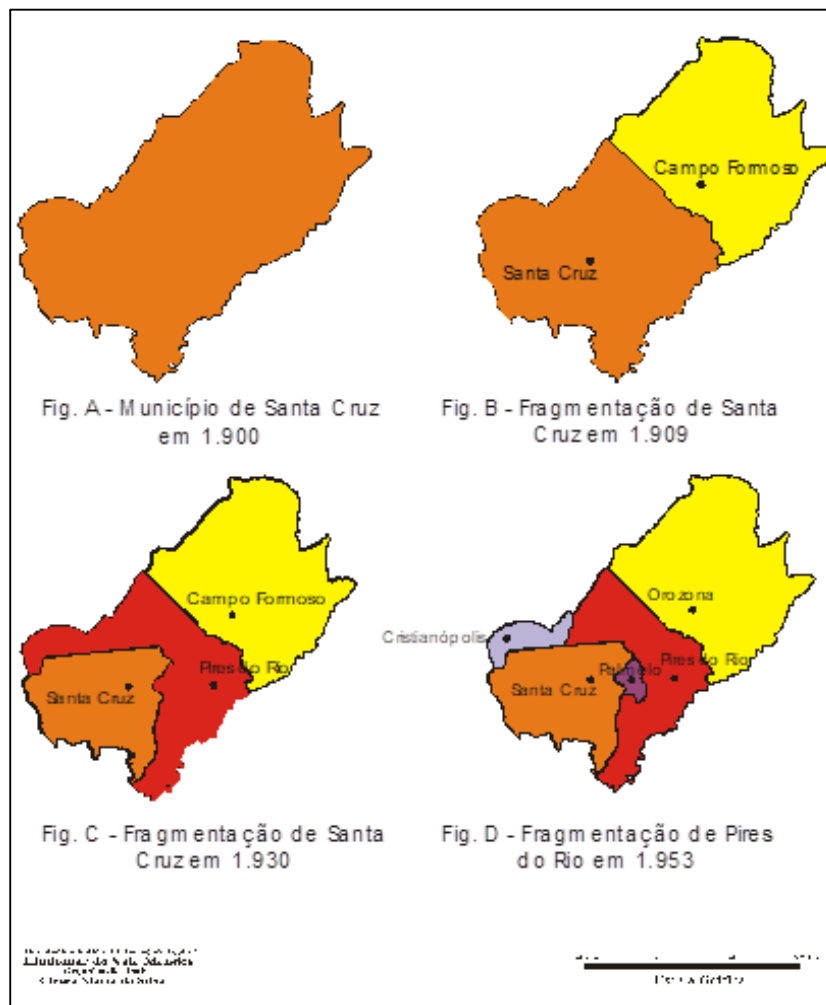 Campo Formoso
Santa Cruz
Fig. A - Município de Santa Cruz
em 1.900
Fig. B - Fragmentação de Santa
Cruz em 1.909
Campo Formoso
Pires do Rio
Santa Cruz
Orozona
Cristianópolis
Palmelo
Pires do Rio
Santa Cruz
Fig. C - Fragmentação de Santa
Cruz em 1.930
Fig. D - Fragmentação de Pires
do Rio em 1.953